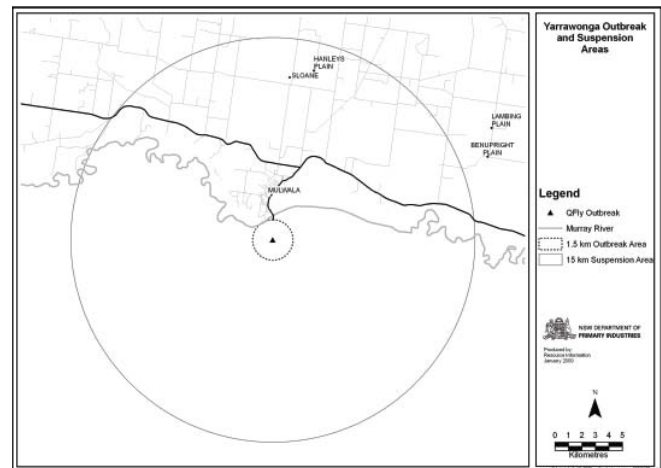 Yarrawonga Outbreak
and Suspension
Areas
HANLEYS
PLAIN
SLOANE
LAMBING
PLAIN
BENUPRIGHT
PLAIN
MULWALA
Legend
QFly Outbreak
Murray River
1.5 km Outbreak Area
15 km Suspension Area
NSW DEPARTMENT OF
PRIMARY INDUSTRIES
Produced by:
Resource Information
January 2009
N
0 1 2 3 4 5
Kilometres